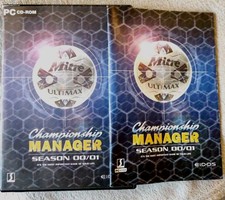 PC CD-ROM
Mitre
ULTIMAX
Championship
MANAGER
SEASON 00/01
Mitre
ULTIMAX
Championship
MANAGER
SEASON 00/01
EIDOS